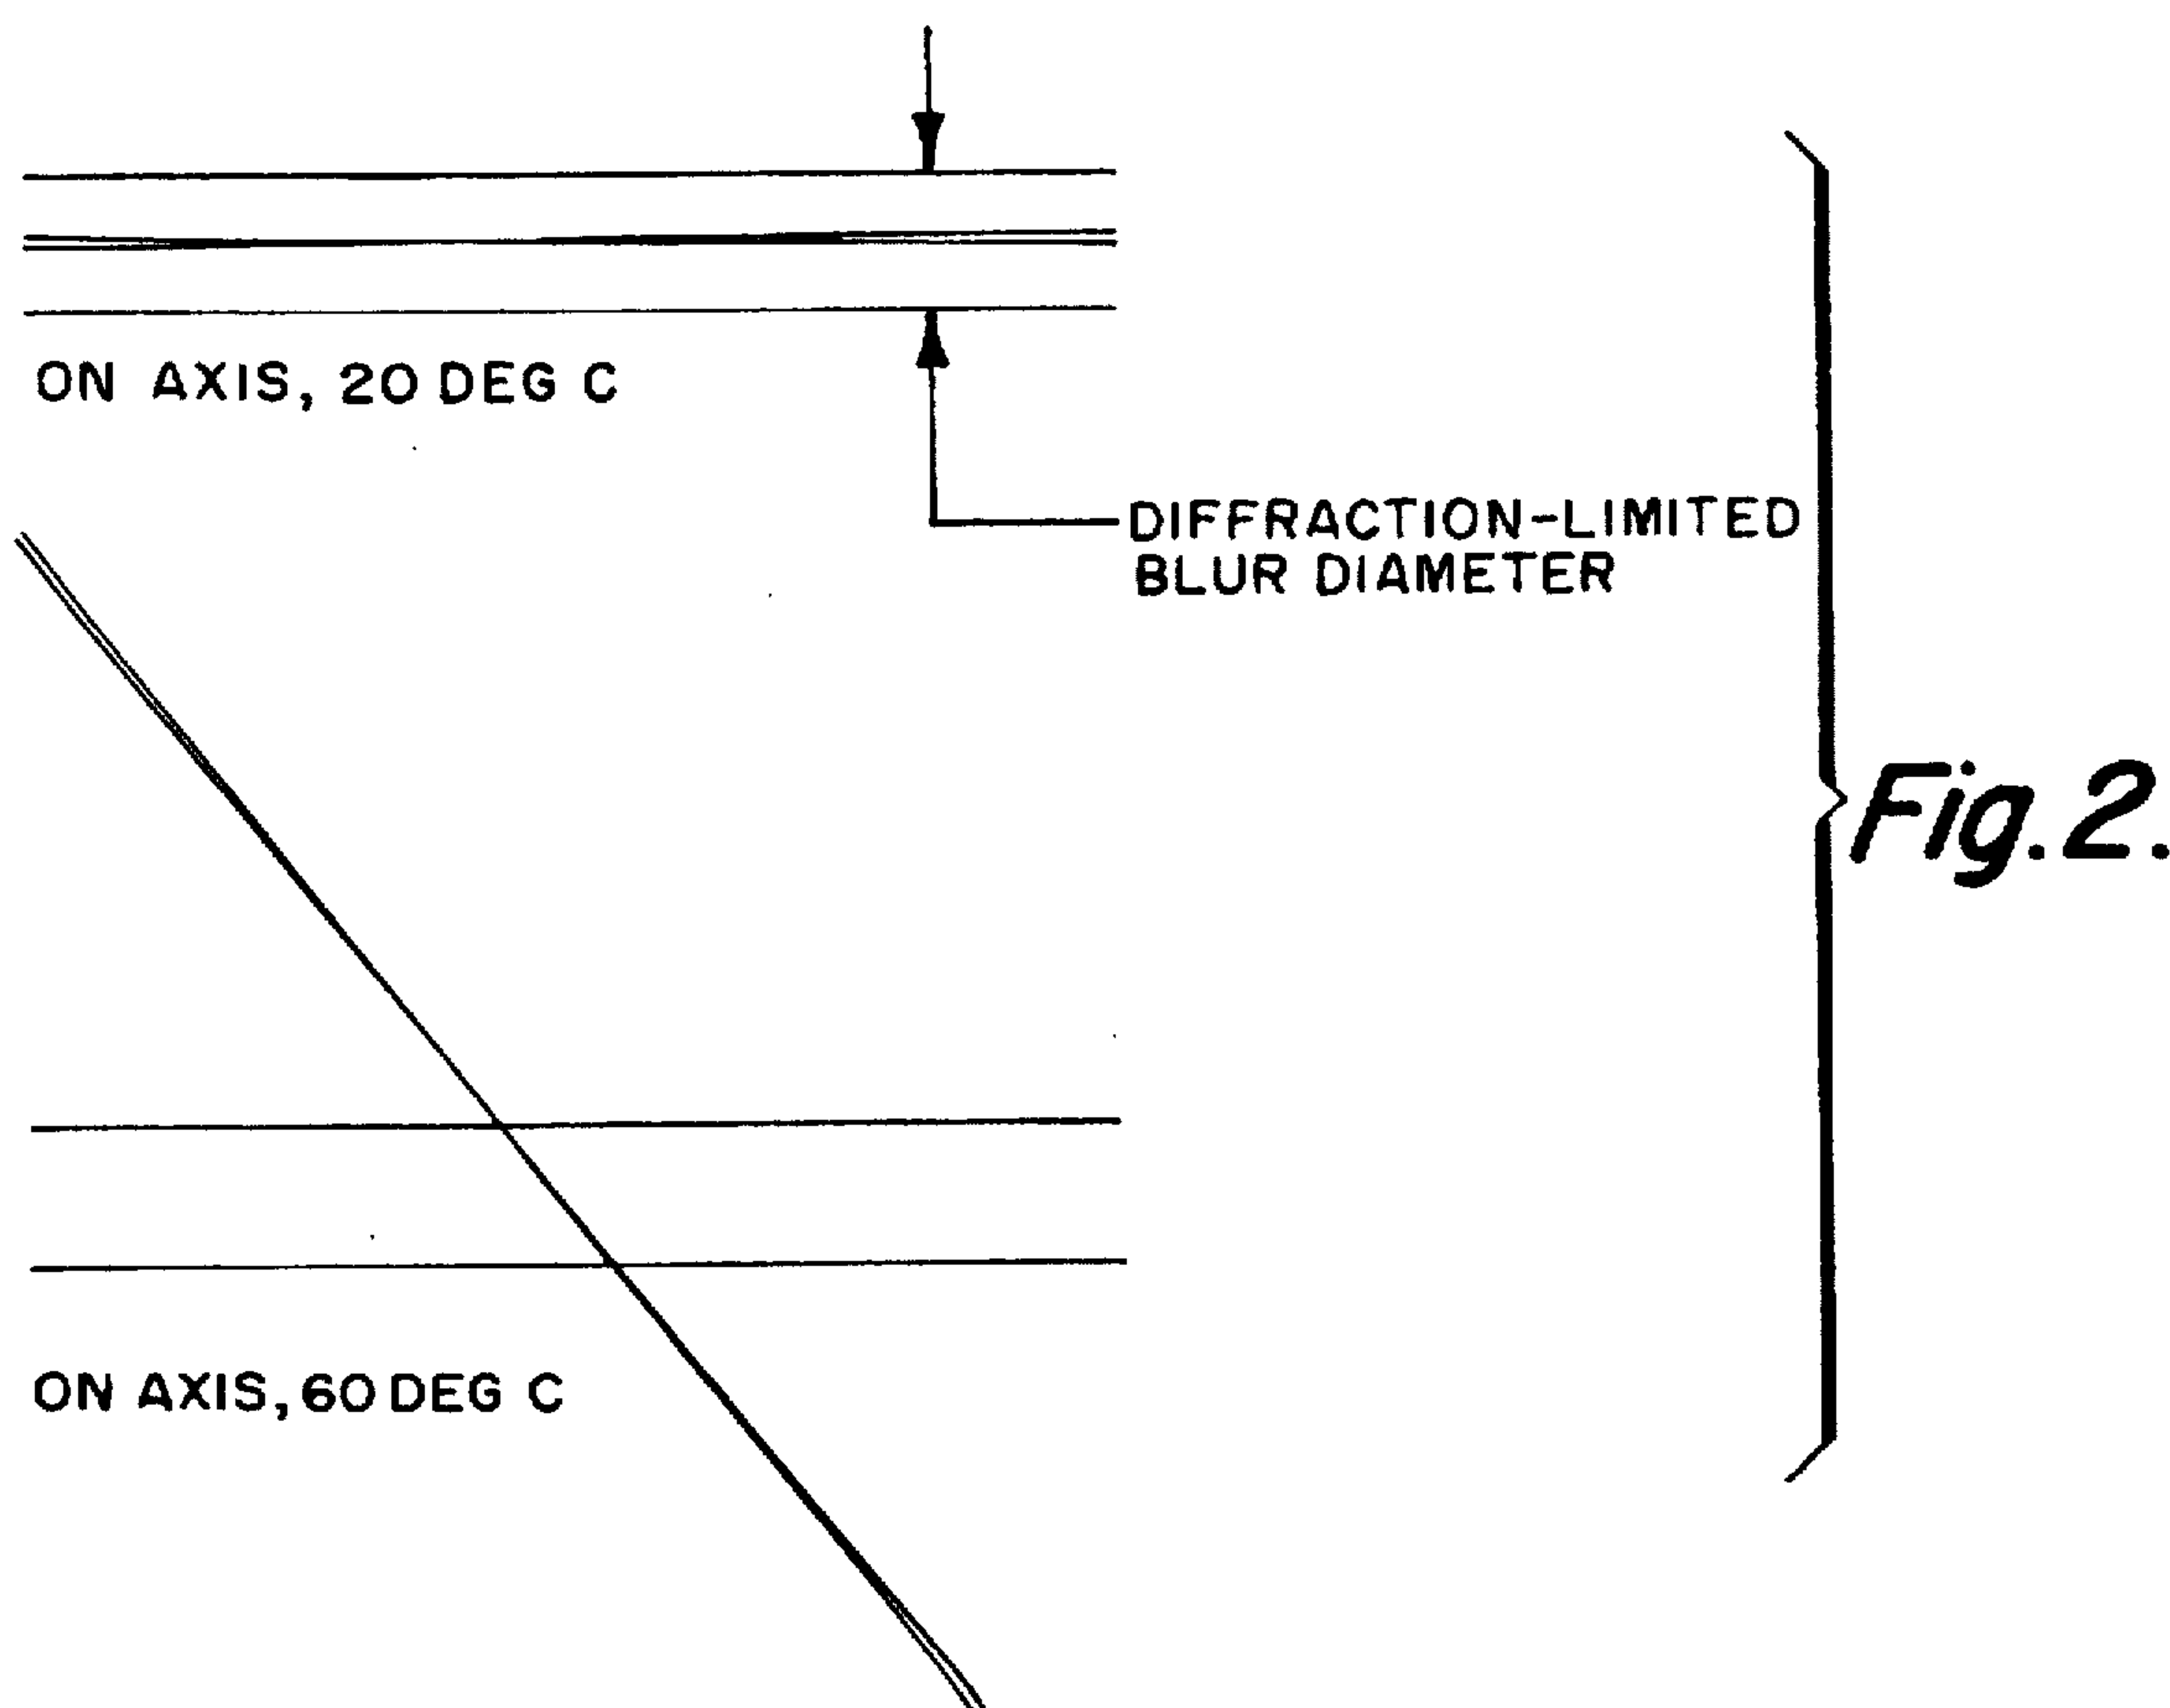 ON AXIS, 20 DEG C
DIFFRACTION-LIMITED
BLUR DIAMETER
Fig. 2.
ON AXIS, 60 DEG C